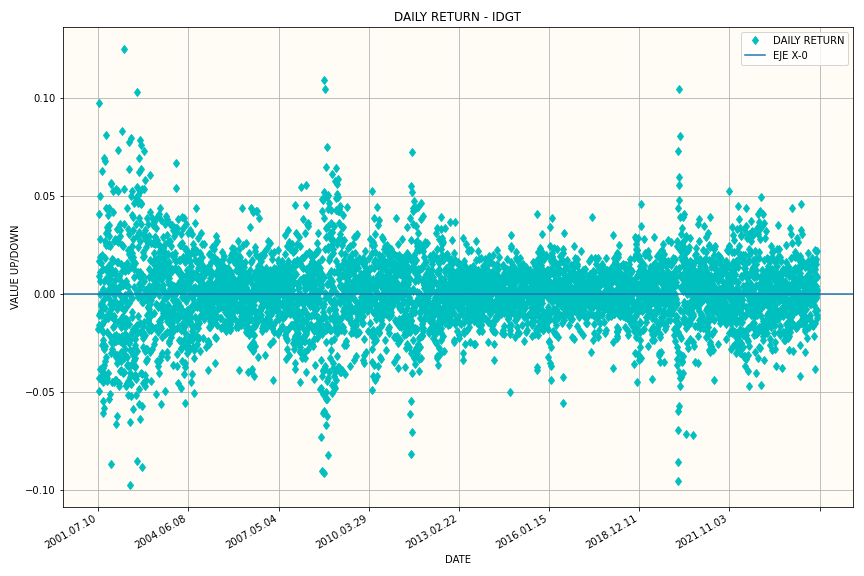 DAILY RETURN - IDGT
DAILY RETURN
EJE X-0
VALUE UP/DOWN
0.10
0.05
0.00
−0.05
−0.10
2001.07.10
2004.06.08
2007.05.04
2010.03.29
2013.02.22
2016.01.15
2018.12.11
2021.11.03
DATE